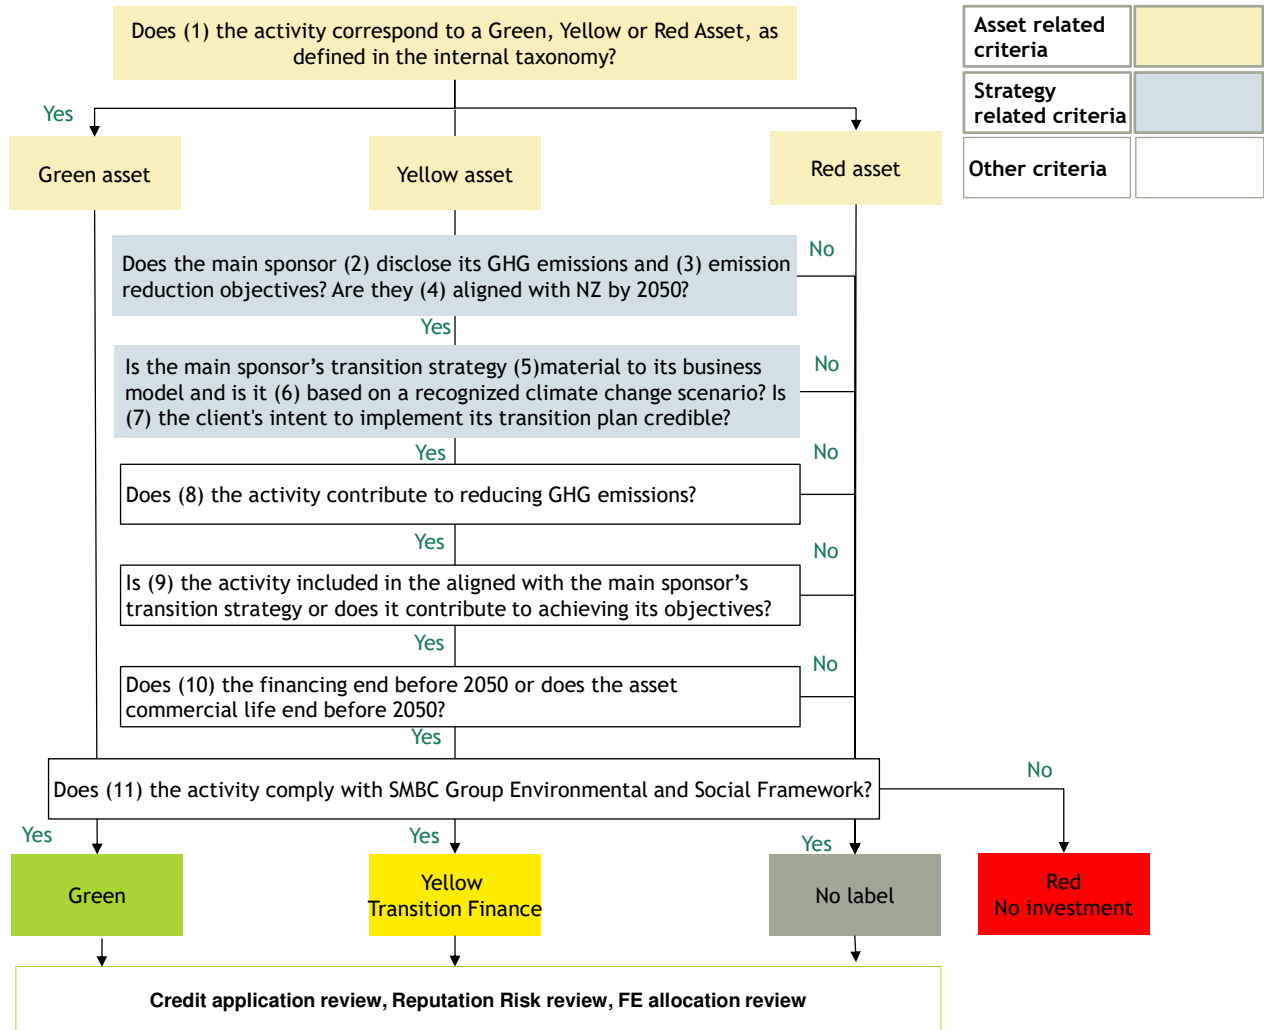 Does (1) the activity correspond to a Green, Yellow or Red Asset, as
defined in the internal taxonomy?
Asset related
criteria
Strategy
related criteria
Other criteria
Yes
Green asset
Yellow asset
Red asset
Does the main sponsor (2) disclose its GHG emissions and (3) emission
reduction objectives? Are they (4) aligned with NZ by 2050?
No
Yes
Is the main sponsor's transition strategy (5)material to its business
model and is it (6) based on a recognized climate change scenario? Is
(7) the client's intent to implement its transition plan credible?
No
Yes
No
Does (8) the activity contribute to reducing GHG emissions?
Yes
No
Is (9) the activity included in the aligned with the main sponsor's
transition strategy or does it contribute to achieving its objectives?
Yes
No
Does (10) the financing end before 2050 or does the asset
commercial life end before 2050?
Yes
Does (11) the activity comply with SMBC Group Environmental and Social Framework?
No
Yes
Yes
Yes
Green
Yellow
Transition Finance
No label
Red
No investment
Credit application review, Reputation Risk review, FE allocation review